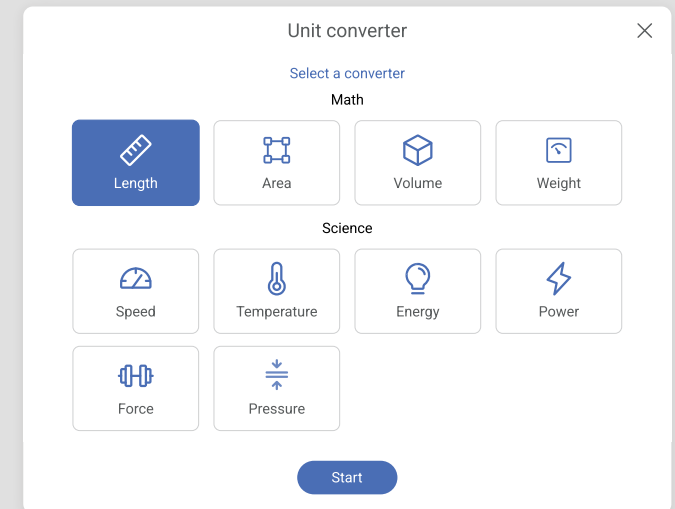 Unit converter
Select a converter
Math
Length Area Volume Weight
Science
Speed Temperature Energy Power
Force Pressure
Start